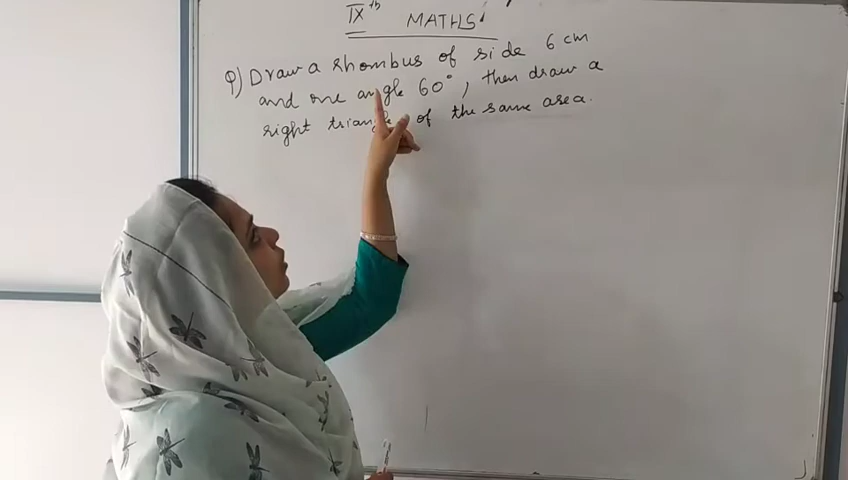 IXth MATHS
Q) Draw a rhombus of side 6 cm
and one angle 60°, then draw a
right triangle of the same area.